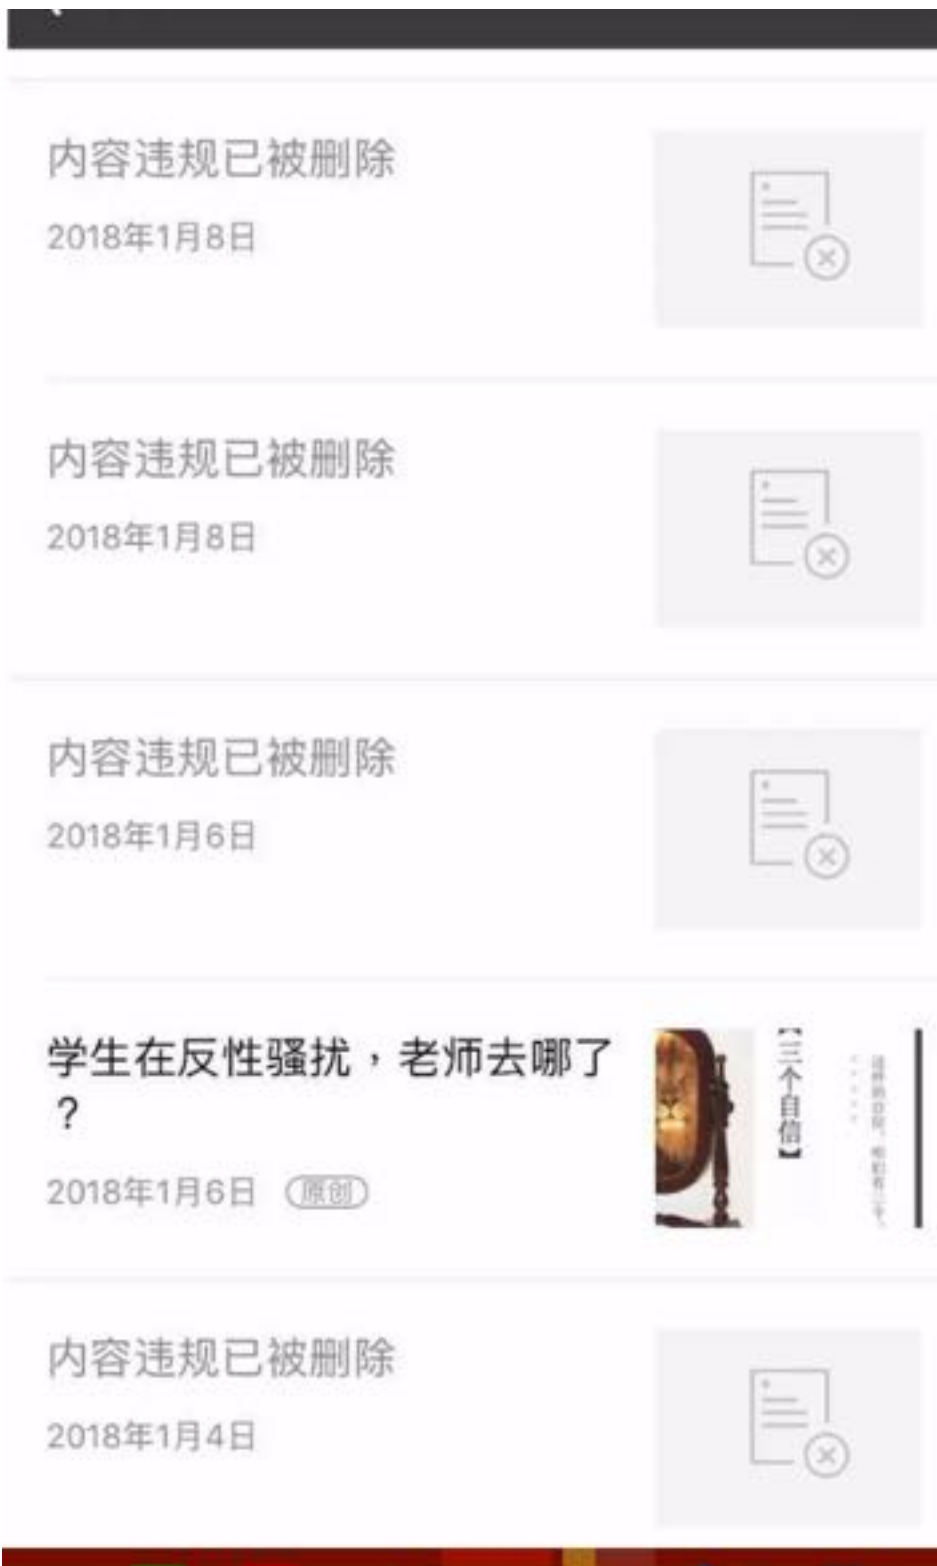 内容违规已被删除
2018年1月8日
内容违规已被删除
2018年1月8日
内容违规已被删除
2018年1月6日
学生在反性骚扰，老师去哪了
？
2018年1月6日 原创
【三个自信】
内容违规已被删除
2018年1月4日